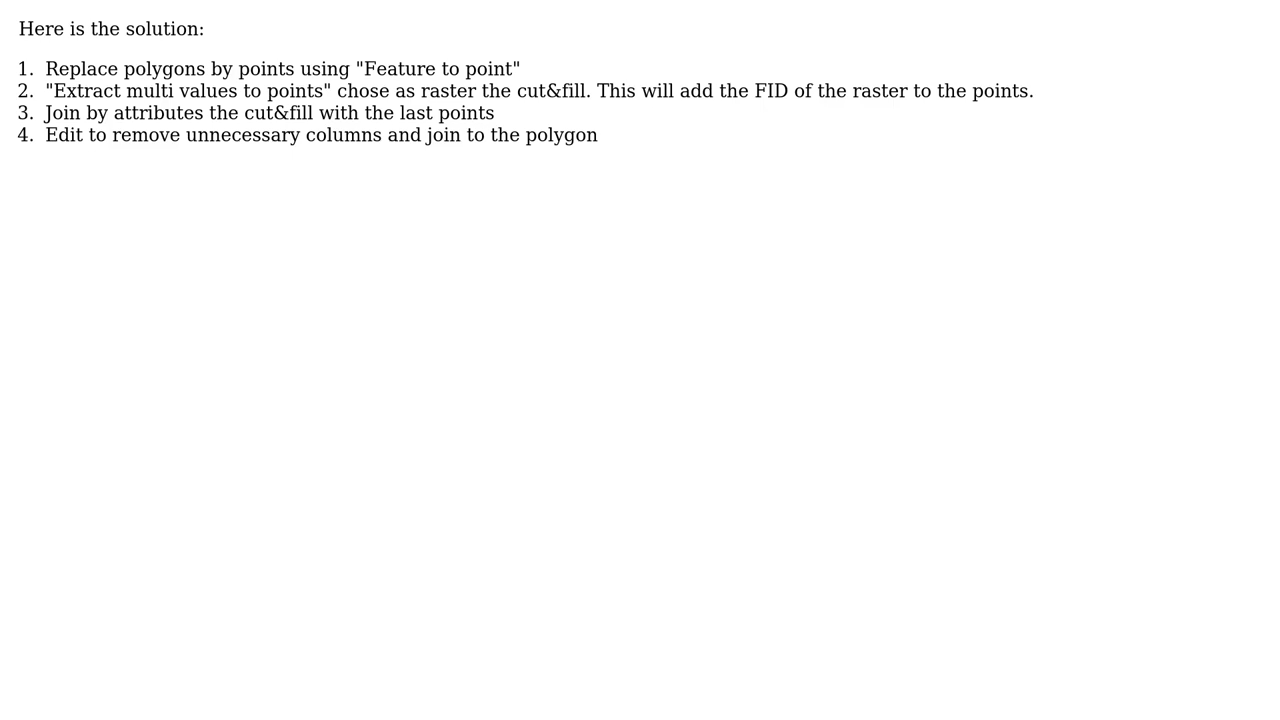 Here is the solution:
1. Replace polygons by points using "Feature to point"
2. "Extract multi values to points" chose as raster the cut&fill. This will add the FID of the raster to the points.
3. Join by attributes the cut&fill with the last points
4. Edit to remove unnecessary columns and join to the polygon